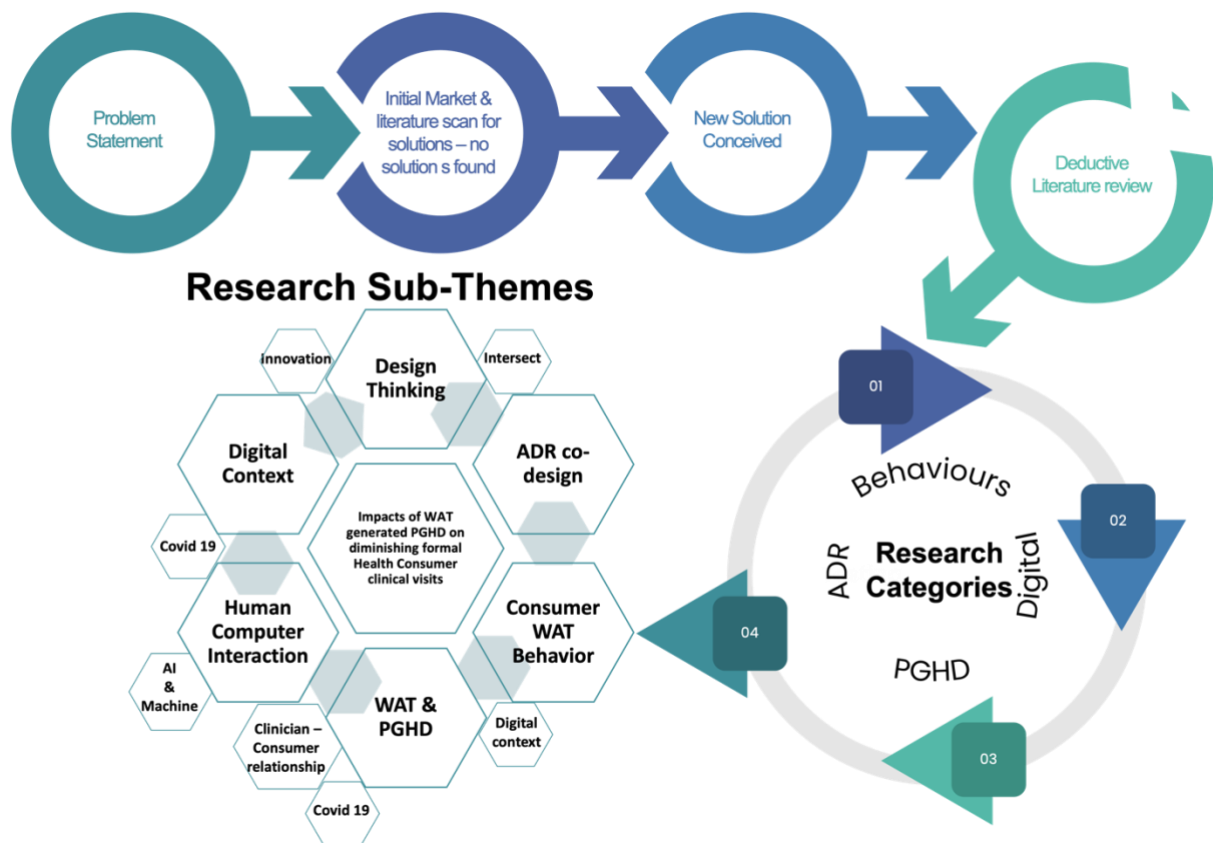 Problem
Statement
Initial Market &
literature scan for
solutions – no
solution s found
New Solution
Conceived
Deductive
Literature review
Research Sub-Themes
innovation
Design
Thinking
Intersect
Digital
Context
ADR co-
design
Impacts of WAT
generated PGHD on
diminishing formal
Health Consumer
clinical visits
Covid 19
Human
Computer
Interaction
Consumer
WAT
Behavior
AI
&
Machine
WAT &
PGHD
Clinician –
Consumer
relationship
Digital
context
Covid 19
01
Behaviours
02
Digital
Research
Categories
ADR
PGHD
03
04